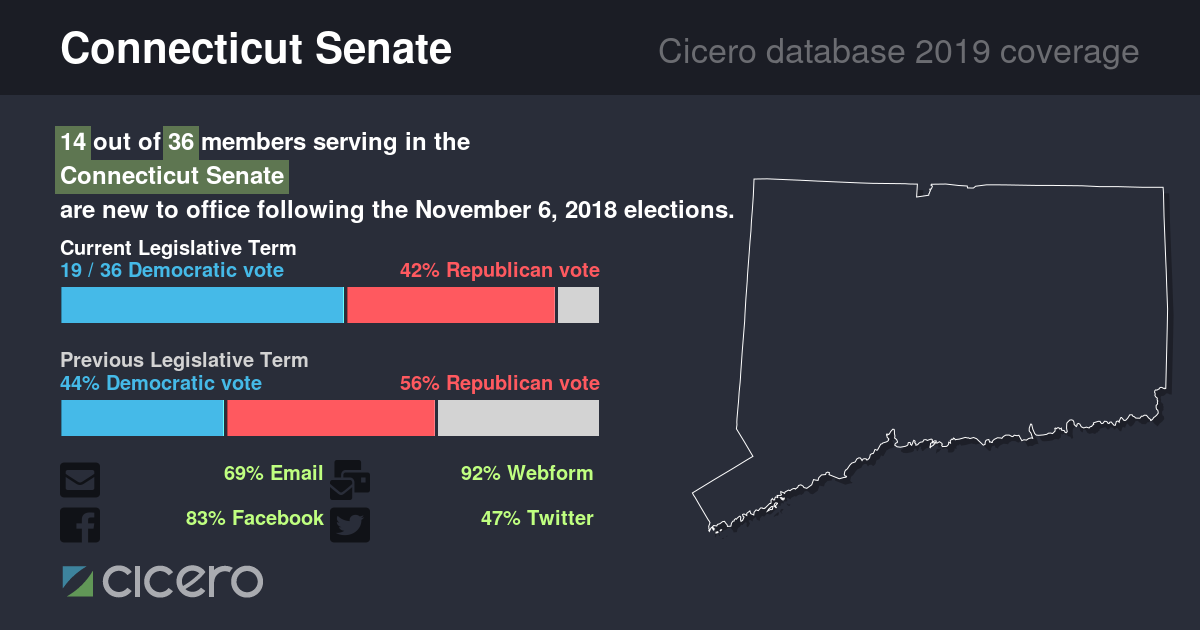 Connecticut Senate
Cicero database 2019 coverage
14 out of 36 members serving in the
Connecticut Senate
are new to office following the November 6, 2018 elections.
Current Legislative Term
19 / 36 Democratic vote
42% Republican vote
Previous Legislative Term
44% Democratic vote
56% Republican vote
69% Email
92% Webform
83% Facebook
47% Twitter
cicero